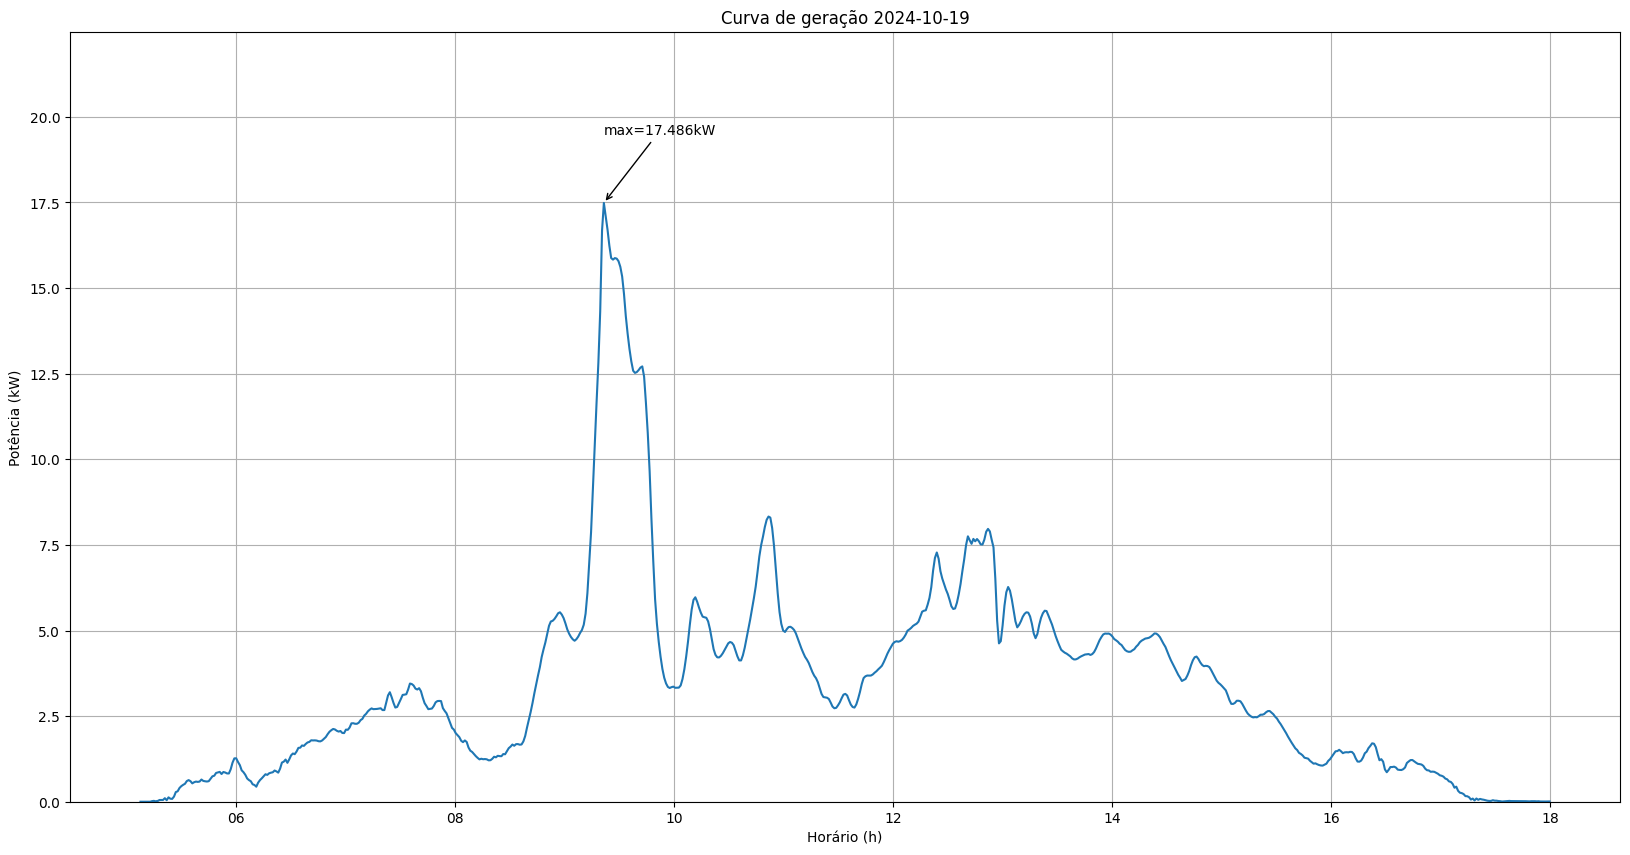 Curva de geração 2024-10-19
20.0
max=17.486kW
17.5
15.0
12.5
Potência (kW)
10.0
7.5
5.0
2.5
0.0
06 08 10 12 14 16 18
Horário (h)